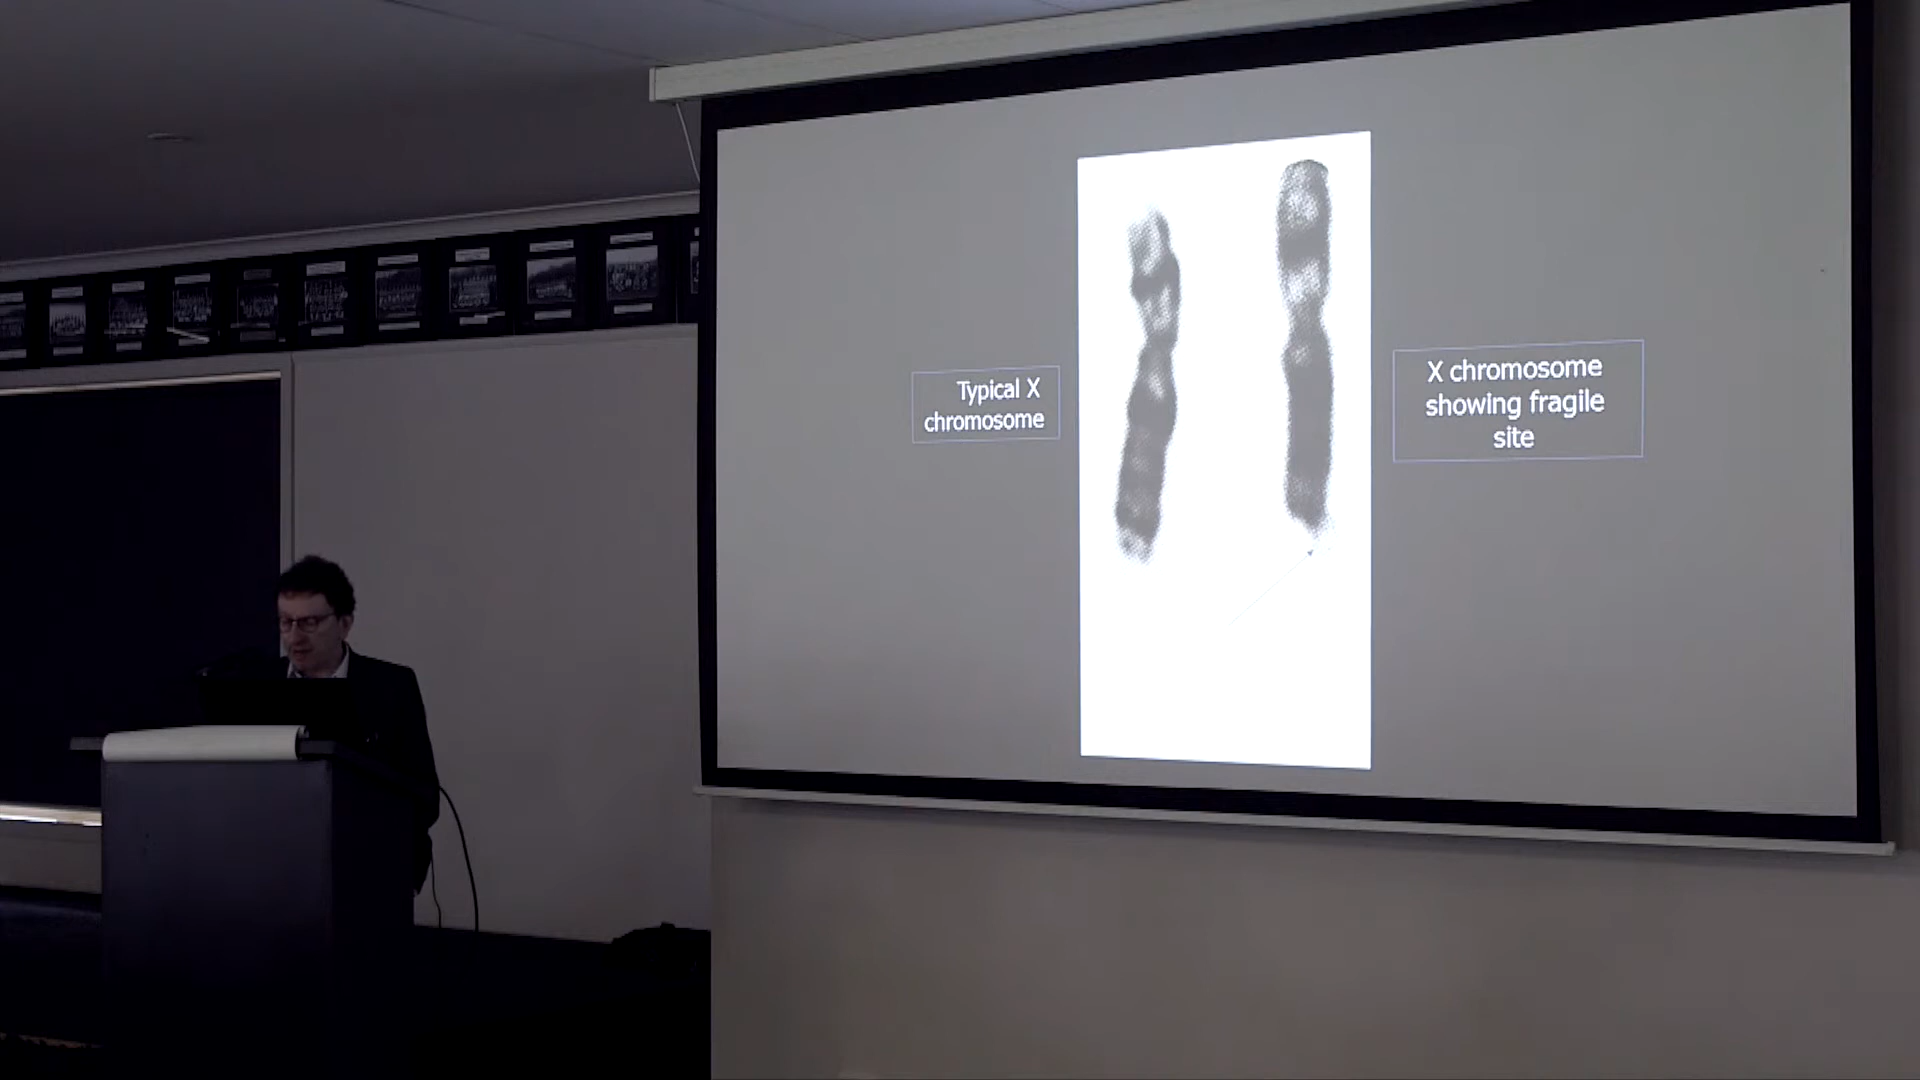 Typical X
chromosome
X chromosome
showing fragile
site